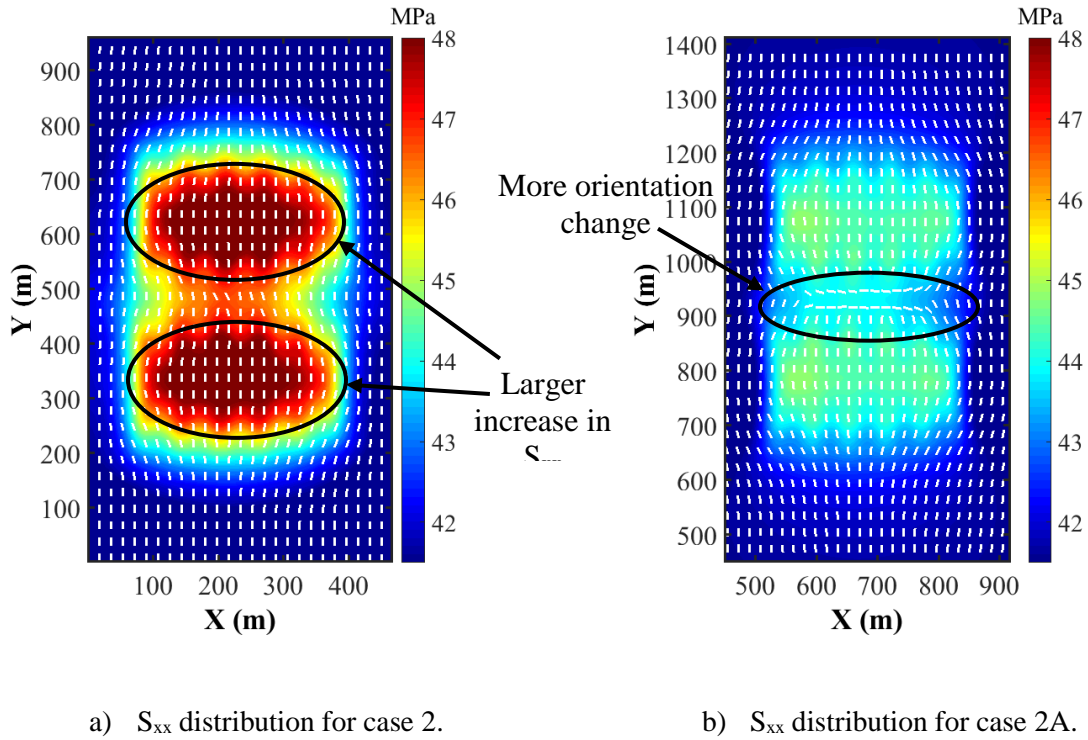 MPa
48
47
46
45
44
43
42
900
800
700
600
500
400
300
200
100
Y (m)
100 200 300 400
X (m)
Larger
increase in
MPa
48
47
46
45
44
43
42
1400
1300
1200
1100
1000
900
800
700
600
500
Y (m)
500 600 700 800 900
X (m)
More orientation
change
a) Sxx distribution for case 2.
b) Sxx distribution for case 2A.